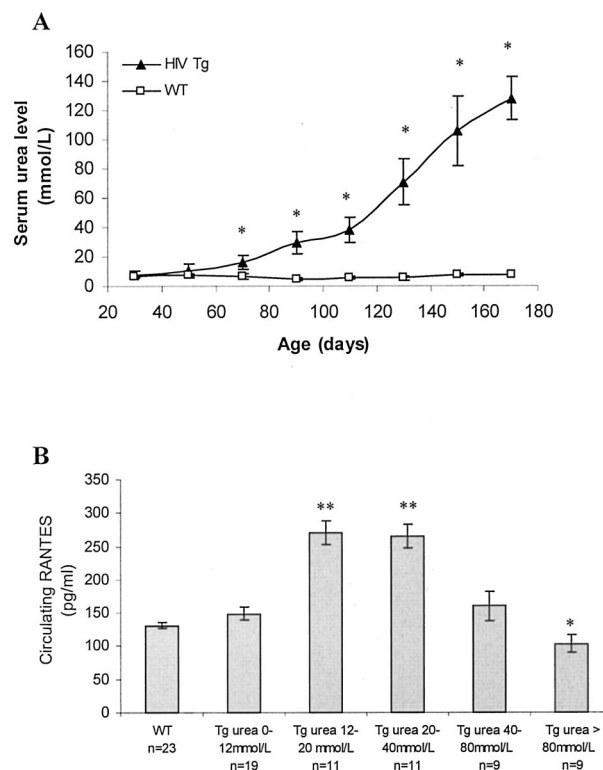 A
HIV Tg
WT
Serum urea level
(mmol/L)
160
140
120
100
80
60
40
20
0
* * * * * *
20 40 60 80 100 120 140 160 180
Age (days)
B
Circulating RANTES
(pg/ml)
350
300
250
200
150
100
50
0
** ** *
WT Tg urea 0- Tg urea 12- Tg urea 20- Tg urea 40- Tg urea >
n=23 12mmol/L 20 mmol/L 40mmol/L 80mmol/L 80mmol/L
n=19 n=11 n=11 n=9 n=9